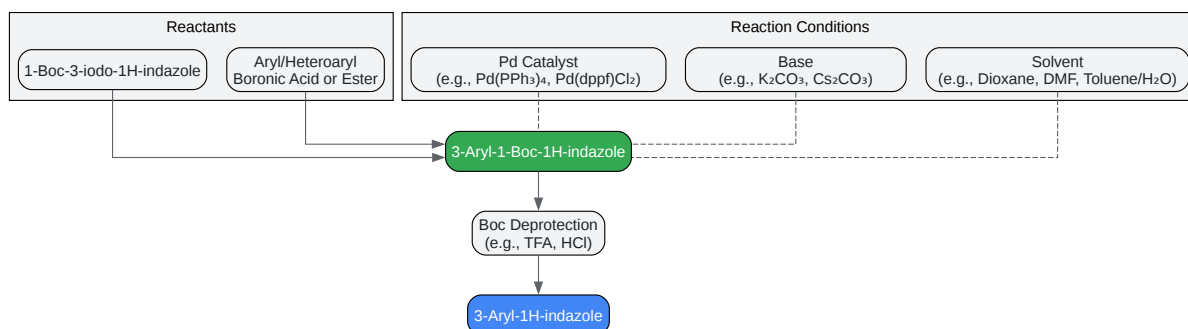 Reactants
Reaction Conditions
1-Boc-3-iodo-1H-indazole
Aryl/Heteroaryl
Boronic Acid or Ester
Pd Catalyst
(e.g., Pd(PPh₃)₄, Pd(dppf)Cl₂)
Base
(e.g., K₂CO₃, Cs₂CO₃)
Solvent
(e.g., Dioxane, DMF, Toluene/H₂O)
3-Aryl-1-Boc-1H-indazole
Boc Deprotection
(e.g., TFA, HCl)
3-Aryl-1H-indazole